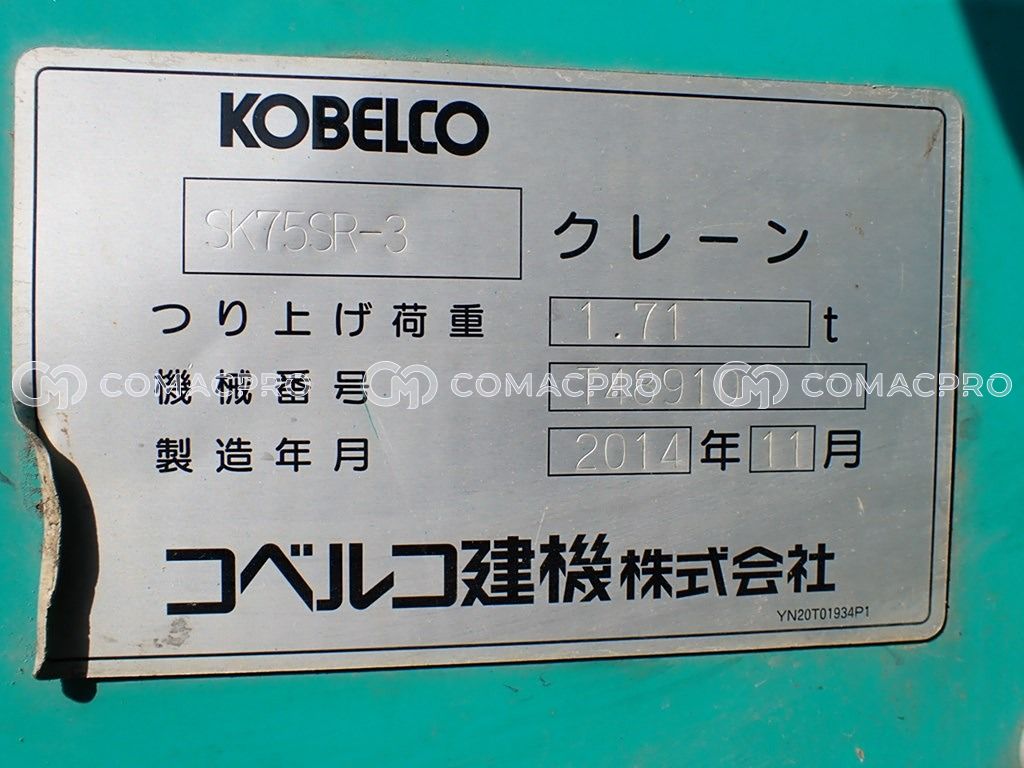 KOBELCO
SK75SR-3 クレーン
つり上げ荷重 1.71 t
機械番号 T48910
製造年月 2014 年 11 月
コベルコ建機株式会社
YN20T01934P1
COMACPRO COMACPRO COMACPRO